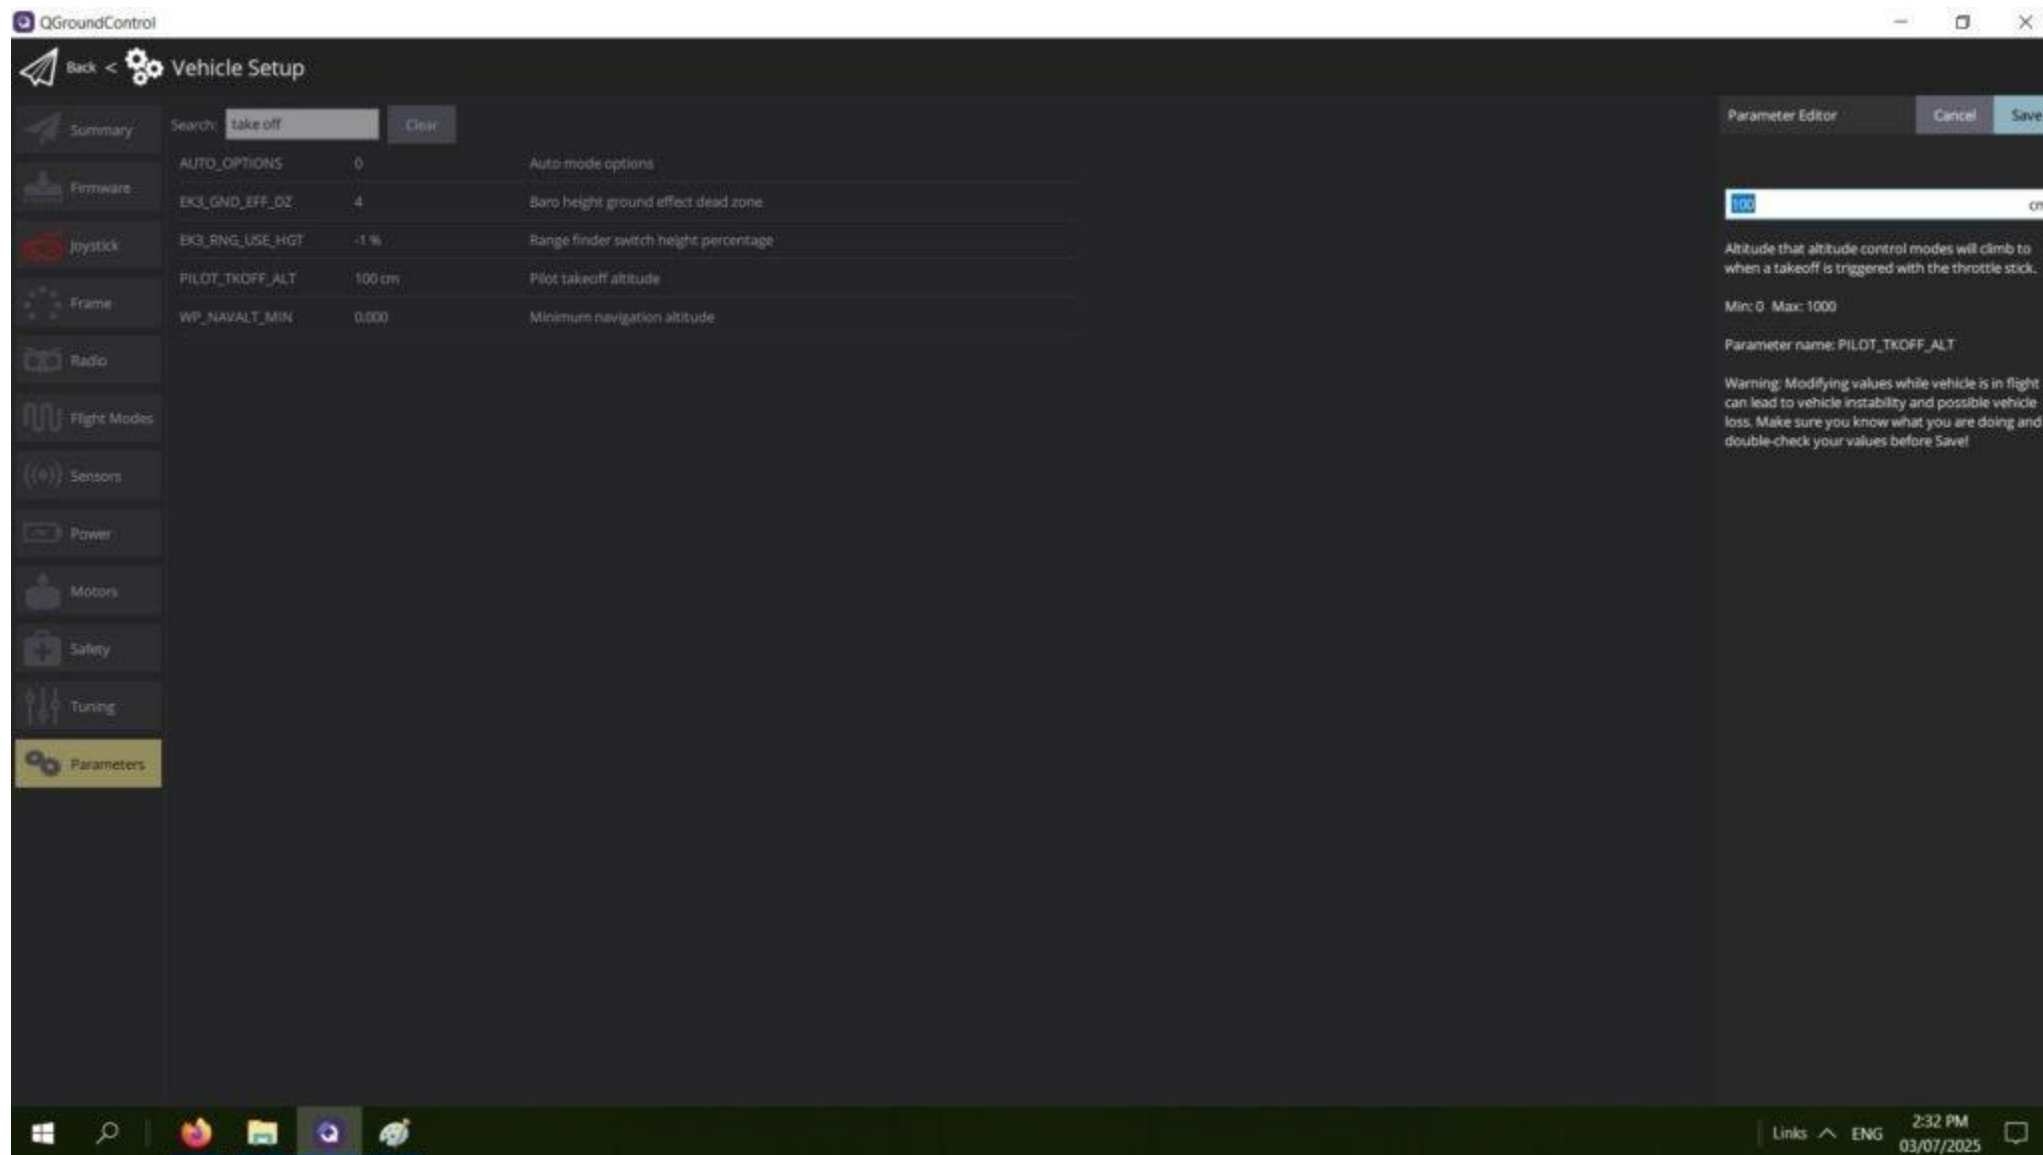 QGroundControl
Back < Vehicle Setup
Summary
Firmware
Joystick
Frame
Radio
Flight Modes
Sensors
Power
Motors
Safety
Tuning
Parameters
Search: take off Clear
AUTO_OPTIONS 0 Auto mode options
EK3_GND_EFF_DZ 4 Baro height ground effect dead zone
EK3_RNG_USE_HGT -1 % Range finder switch height percentage
PILOT_TKOFF_ALT 100 cm Pilot takeoff altitude
WP_NAVALT_MIN 0.000 Minimum navigation altitude
Parameter Editor Cancel Save
100 cm
Altitude that altitude control modes will climb to
when a takeoff is triggered with the throttle stick.
Min: 0 Max: 1000
Parameter name: PILOT_TKOFF_ALT
Warning: Modifying values while vehicle is in flight
can lead to vehicle instability and possible vehicle
loss. Make sure you know what you are doing and
double-check your values before Save!
Links ENG 2:32 PM
03/07/2025